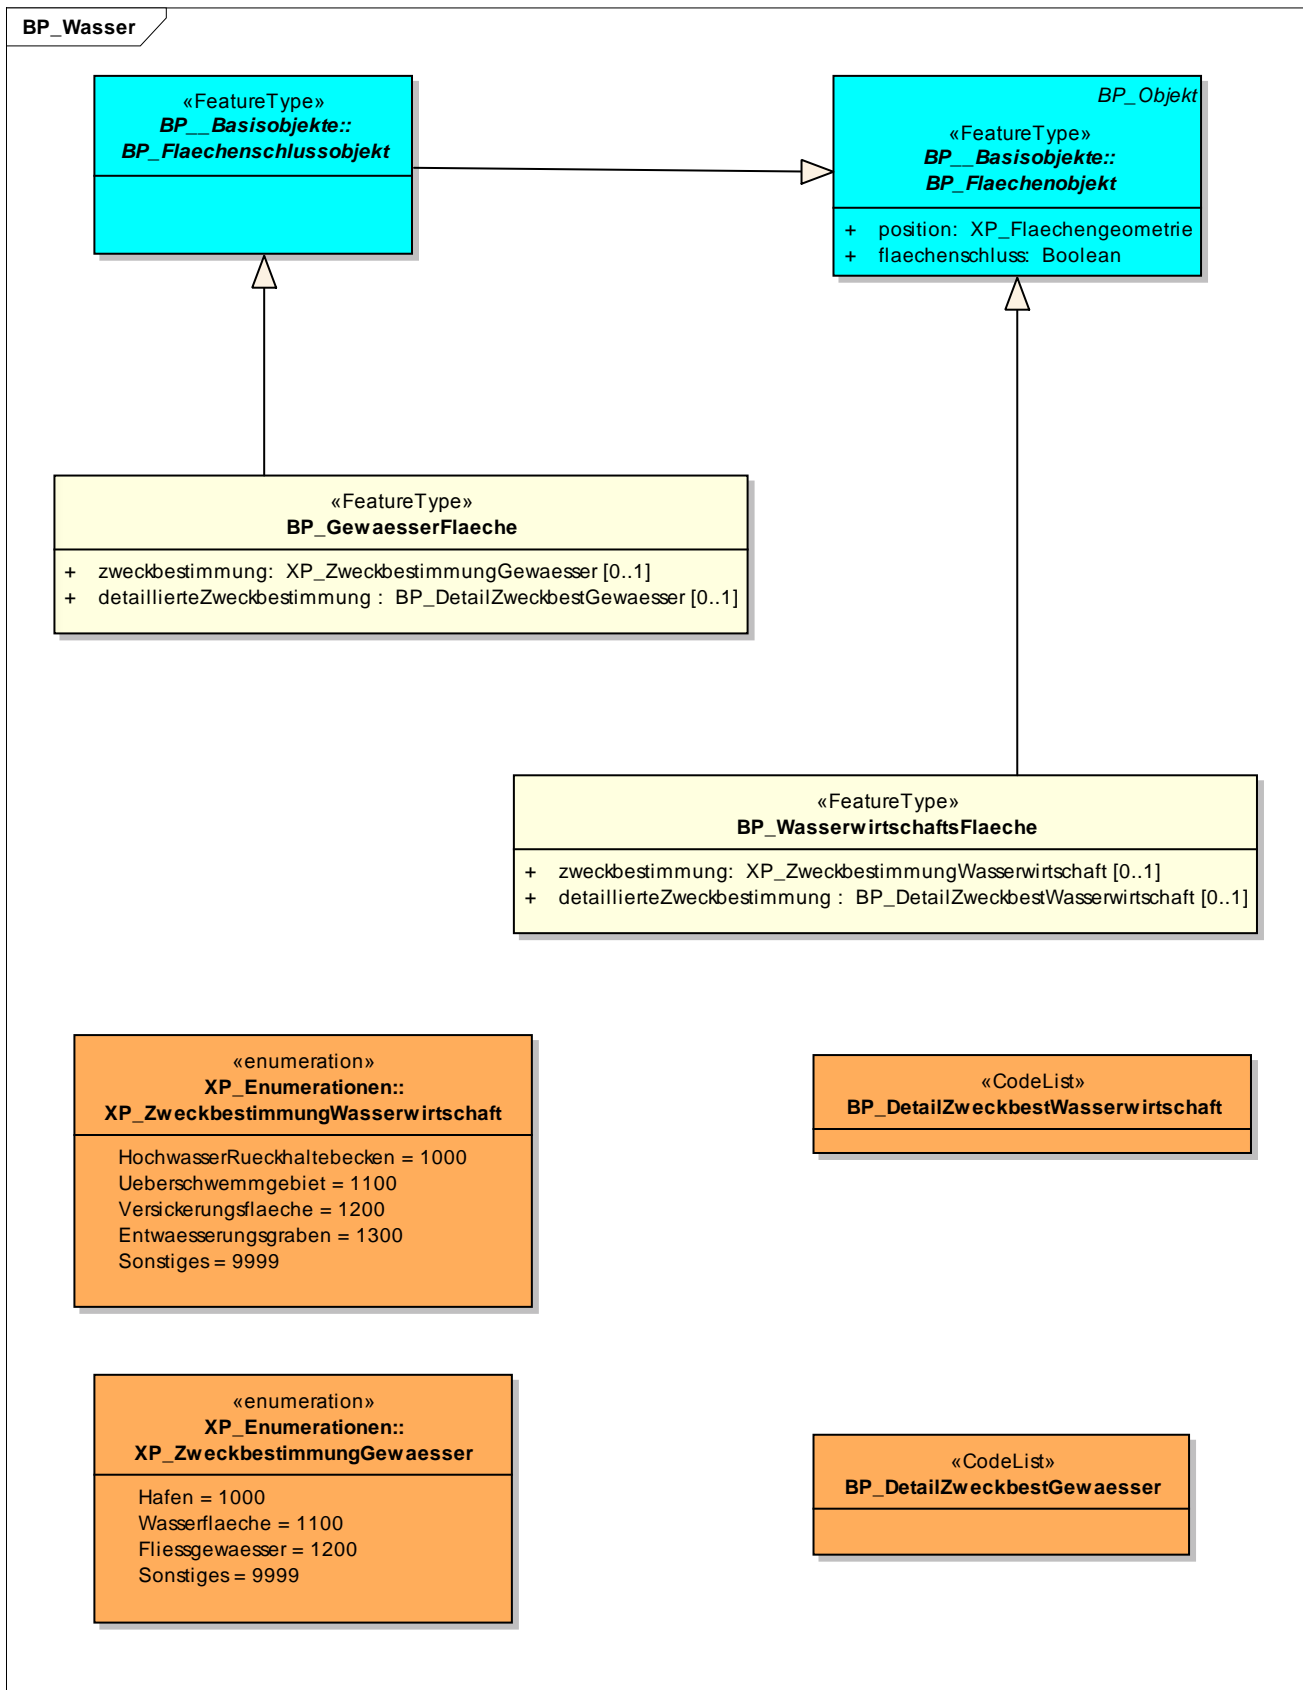 BP_Wasser
«FeatureType»
BP__Basisobjekte::
BP_Flaechenschlussobjekt
BP_Objekt
«FeatureType»
BP__Basisobjekte::
BP_Flaechenobjekt
+ position: XP_Flaechengeometrie
+ flaechenschluss: Boolean
«FeatureType»
BP_GewaesserFlaeche
+ zweckbestimmung: XP_ZweckbestimmungGewaesser [0..1]
+ detaillierteZweckbestimmung : BP_DetailZweckbestGewaesser [0..1]
«FeatureType»
BP_WasserwirtschaftsFlaeche
+ zweckbestimmung: XP_ZweckbestimmungWasserwirtschaft [0..1]
+ detaillierteZweckbestimmung : BP_DetailZweckbestWasserwirtschaft [0..1]
«enumeration»
XP_Enumerationen::
XP_ZweckbestimmungWasserwirtschaft
HochwasserRueckhaltebecken = 1000
Ueberschwemmgebiet = 1100
Versickerungsflaeche = 1200
Entwaesserungsgraben = 1300
Sonstiges = 9999
«CodeList»
BP_DetailZweckbestWasserwirtschaft
«enumeration»
XP_Enumerationen::
XP_ZweckbestimmungGewaesser
Hafen = 1000
Wasserflaeche = 1100
Fliessgewaesser = 1200
Sonstiges = 9999
«CodeList»
BP_DetailZweckbestGewaesser